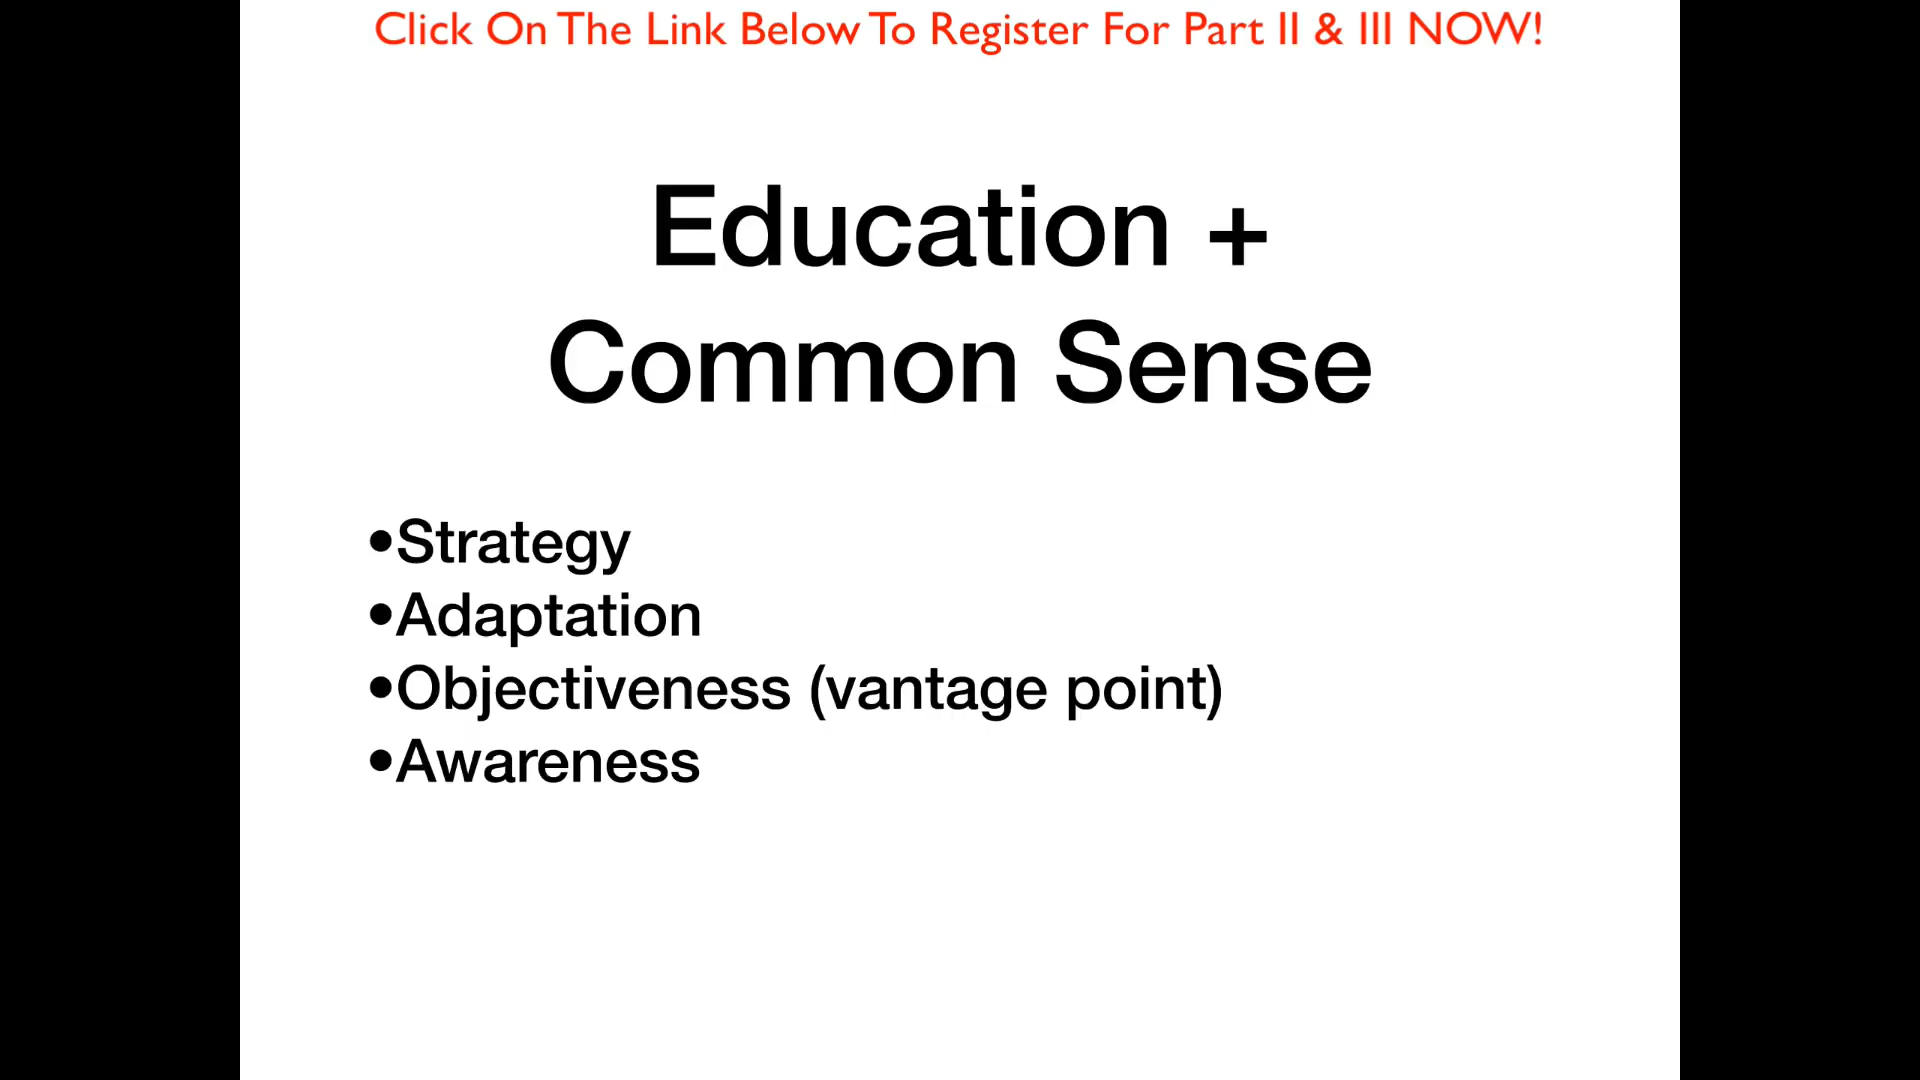 Click On The Link Below To Register For Part II & III NOW!
Education +
Common Sense
•Strategy
•Adaptation
•Objectiveness (vantage point)
•Awareness